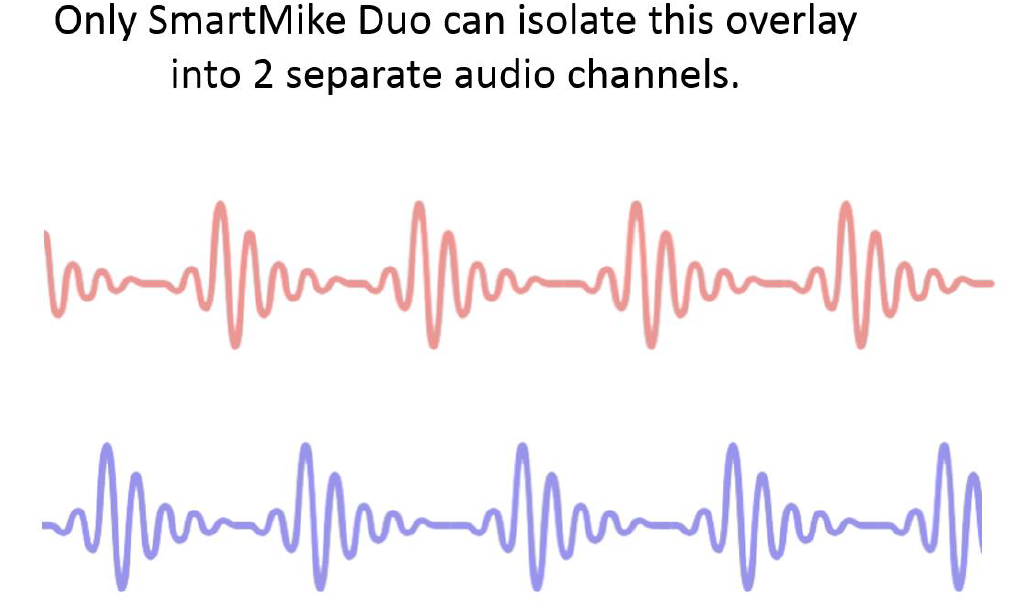 Only SmartMike Duo can isolate this overlay
into 2 separate audio channels.